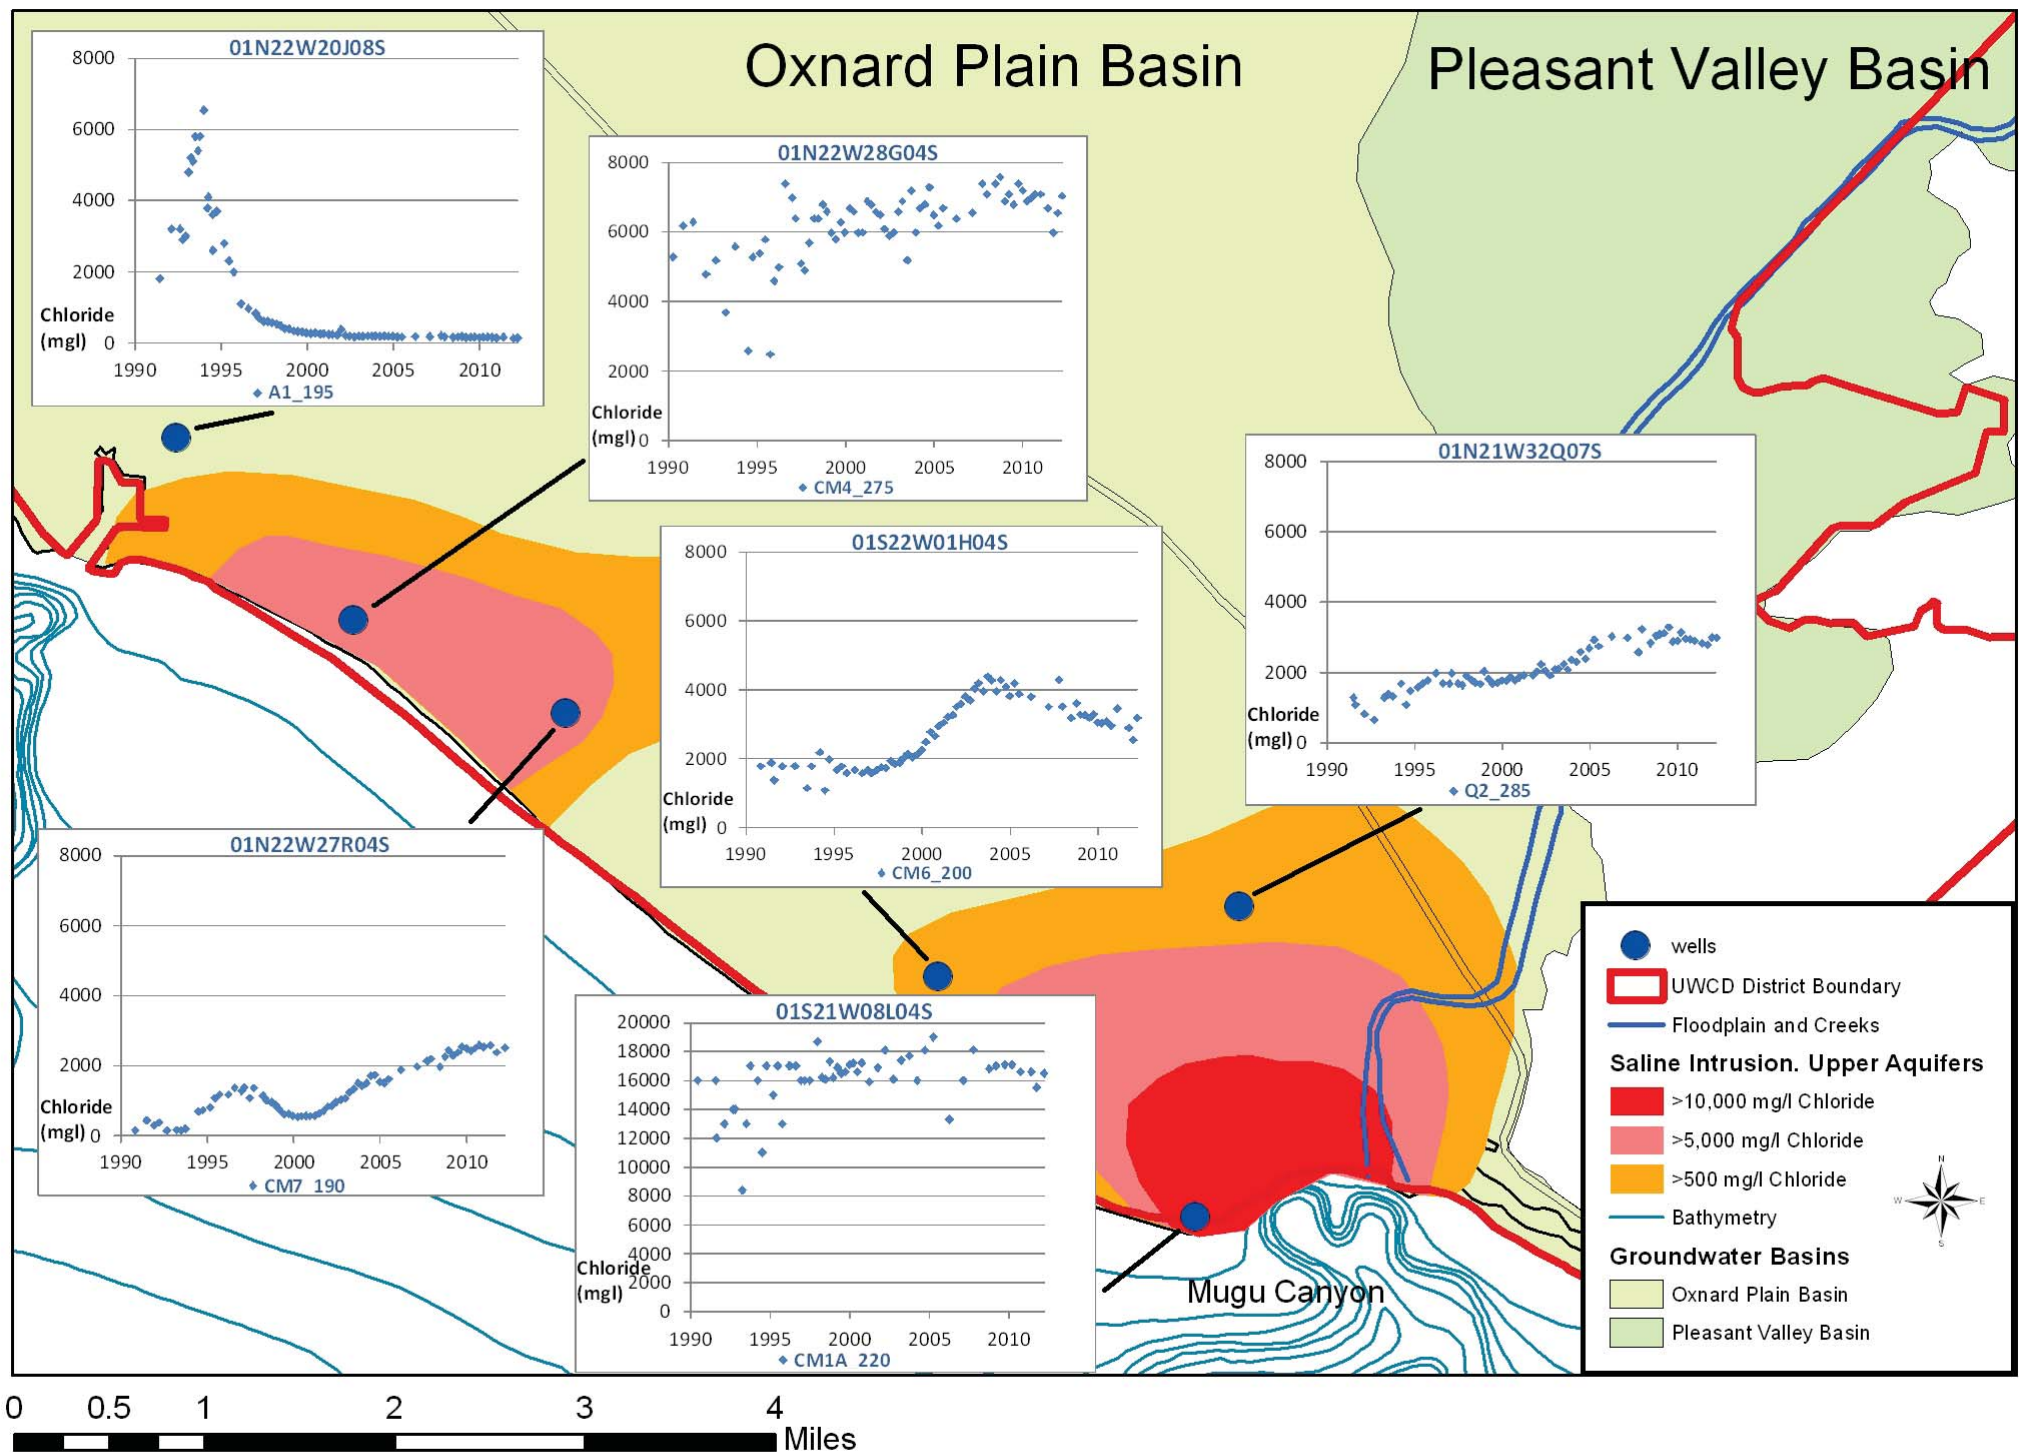 Oxnard Plain Basin
Pleasant Valley Basin
01N22W20J08S
8000
6000
4000
2000
0
Chloride
(mgl)
1990 1995 2000 2005 2010
A1_195
01N22W28G04S
8000
6000
4000
2000
0
Chloride
(mgl)
1990 1995 2000 2005 2010
CM4_275
01N21W32Q07S
8000
6000
4000
2000
0
Chloride
(mgl)
1990 1995 2000 2005 2010
Q2_285
01S22W01H04S
8000
6000
4000
2000
0
Chloride
(mgl)
1990 1995 2000 2005 2010
CM6_200
01N22W27R04S
8000
6000
4000
2000
0
Chloride
(mgl)
1990 1995 2000 2005 2010
CM7_190
01S21W08L04S
20000
18000
16000
14000
12000
10000
8000
6000
4000
2000
0
Chloride
(mgl)
1990 1995 2000 2005 2010
CM1A_220
Mugu Canyon
wells
UWCD District Boundary
Floodplain and Creeks
Saline Intrusion. Upper Aquifers
>10,000 mg/l Chloride
>5,000 mg/l Chloride
>500 mg/l Chloride
Bathymetry
Groundwater Basins
Oxnard Plain Basin
Pleasant Valley Basin
N
W E
S
0 0.5 1 2 3 4
Miles